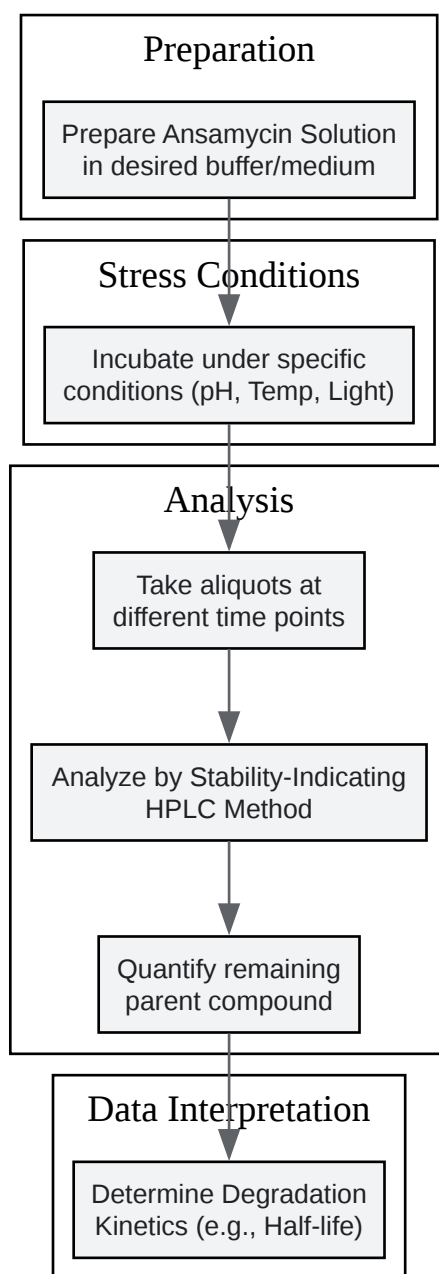 Preparation
Prepare Ansamycin Solution
in desired buffer/medium
Stress Conditions
Incubate under specific
conditions (pH, Temp, Light)
Analysis
Take aliquots at
different time points
Analyze by Stability-Indicating
HPLC Method
Quantify remaining
parent compound
Data Interpretation
Determine Degradation
Kinetics (e.g., Half-life)